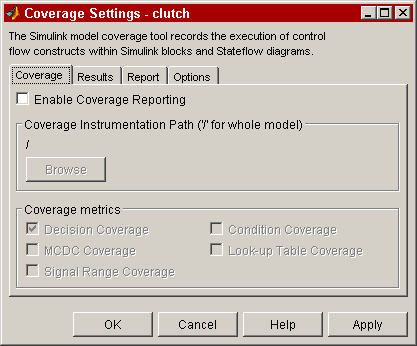 Coverage Settings - clutch
The Simulink model coverage tool records the execution of control
flow constructs within Simulink blocks and Stateflow diagrams.
Coverage Results Report Options
Enable Coverage Reporting
Coverage Instrumentation Path ('/' for whole model)
/
Browse
Coverage metrics
Decision Coverage Condition Coverage
MCDC Coverage Look-up Table Coverage
Signal Range Coverage
OK Cancel Help Apply